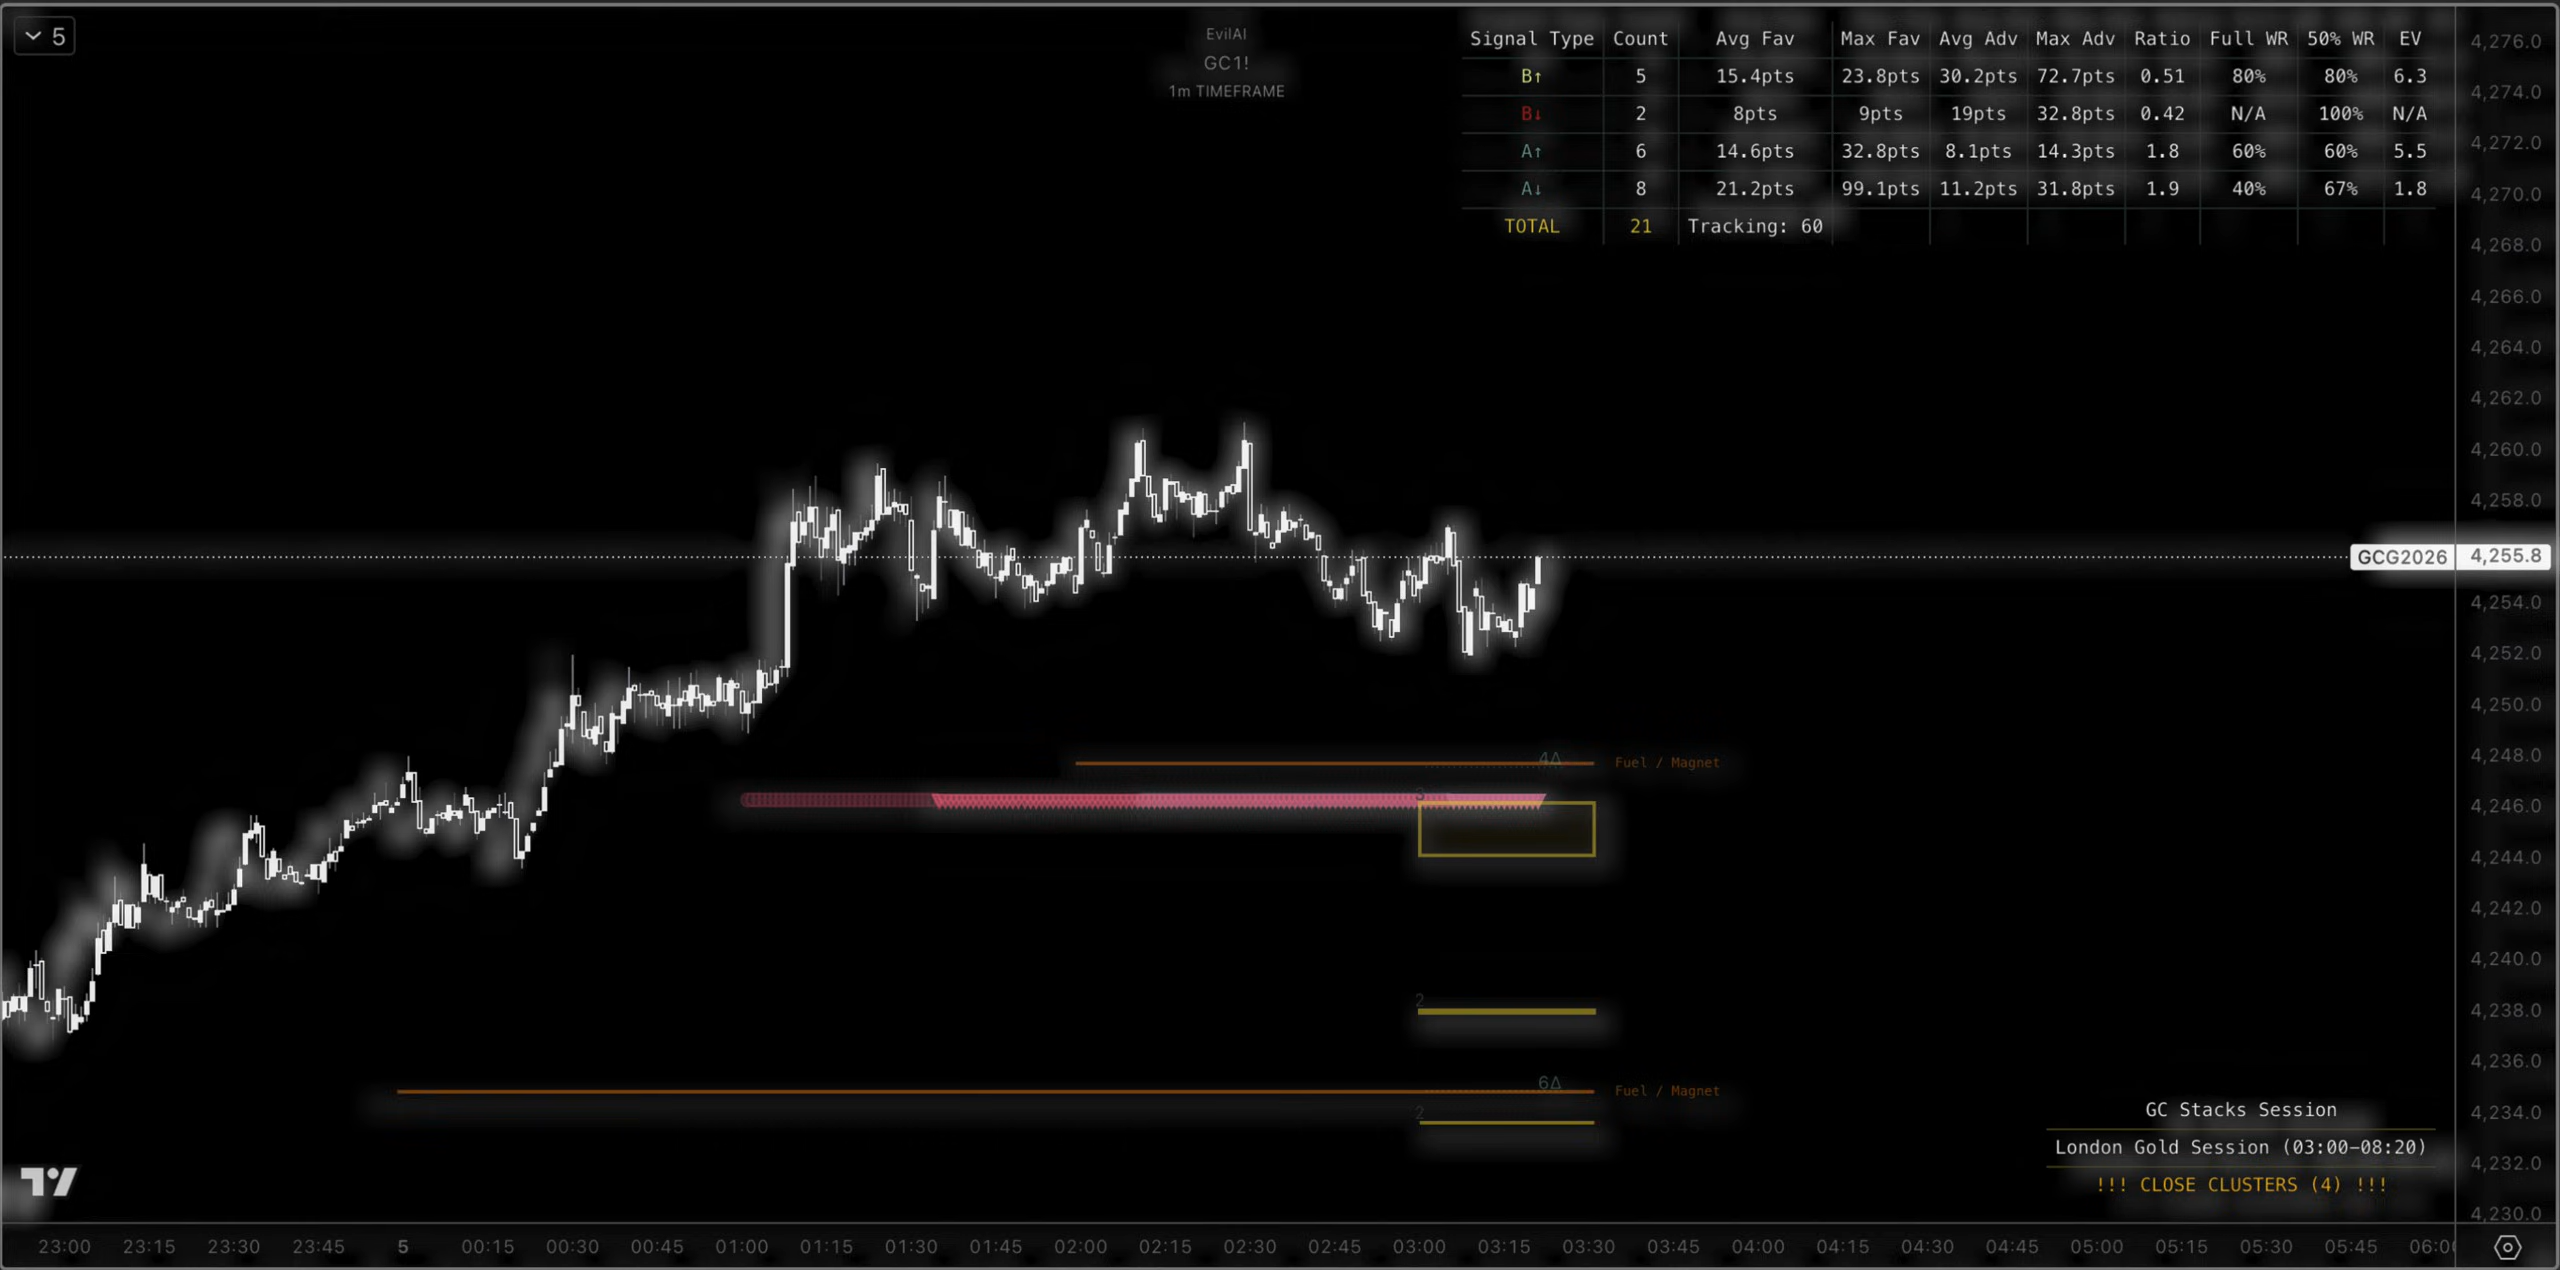 5
EvilAI
GC1!
1m TIMEFRAME
Signal Type Count Avg Fav Max Fav Avg Adv Max Adv Ratio Full WR 50% WR EV
B↑ 5 15.4pts 23.8pts 30.2pts 72.7pts 0.51 80% 80% 6.3
B↓ 2 8pts 9pts 19pts 32.8pts 0.42 N/A 100% N/A
A↑ 6 14.6pts 32.8pts 8.1pts 14.3pts 1.8 60% 60% 5.5
A↓ 8 21.2pts 99.1pts 11.2pts 31.8pts 1.9 40% 67% 1.8
TOTAL 21 Tracking: 60
4,276.0
4,274.0
4,272.0
4,270.0
4,268.0
4,266.0
4,264.0
4,262.0
4,260.0
4,258.0
GCG2026 4,255.8
4,254.0
4,252.0
4,250.0
4,248.0
4,246.0
4,244.0
4,242.0
4,240.0
4,238.0
4,236.0
4,234.0
4,232.0
4,230.0
4Δ Fuel / Magnet
3
2
6Δ Fuel / Magnet
2
GC Stacks Session
London Gold Session (03:00–08:20)
!!! CLOSE CLUSTERS (4) !!!
23:00 23:15 23:30 23:45 5 00:15 00:30 00:45 01:00 01:15 01:30 01:45 02:00 02:15 02:30 02:45 03:00 03:15 03:30 03:45 04:00 04:15 04:30 04:45 05:00 05:15 05:30 05:45 06:00